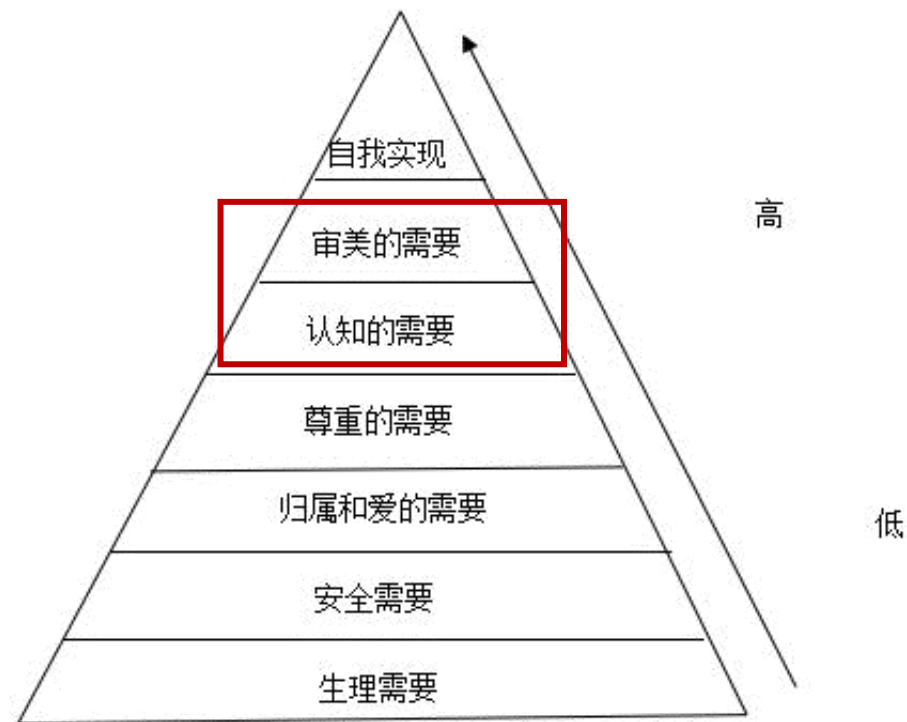 自我实现
高
审美的需要
认知的需要
尊重的需要
归属和爱的需要
低
安全需要
生理需要